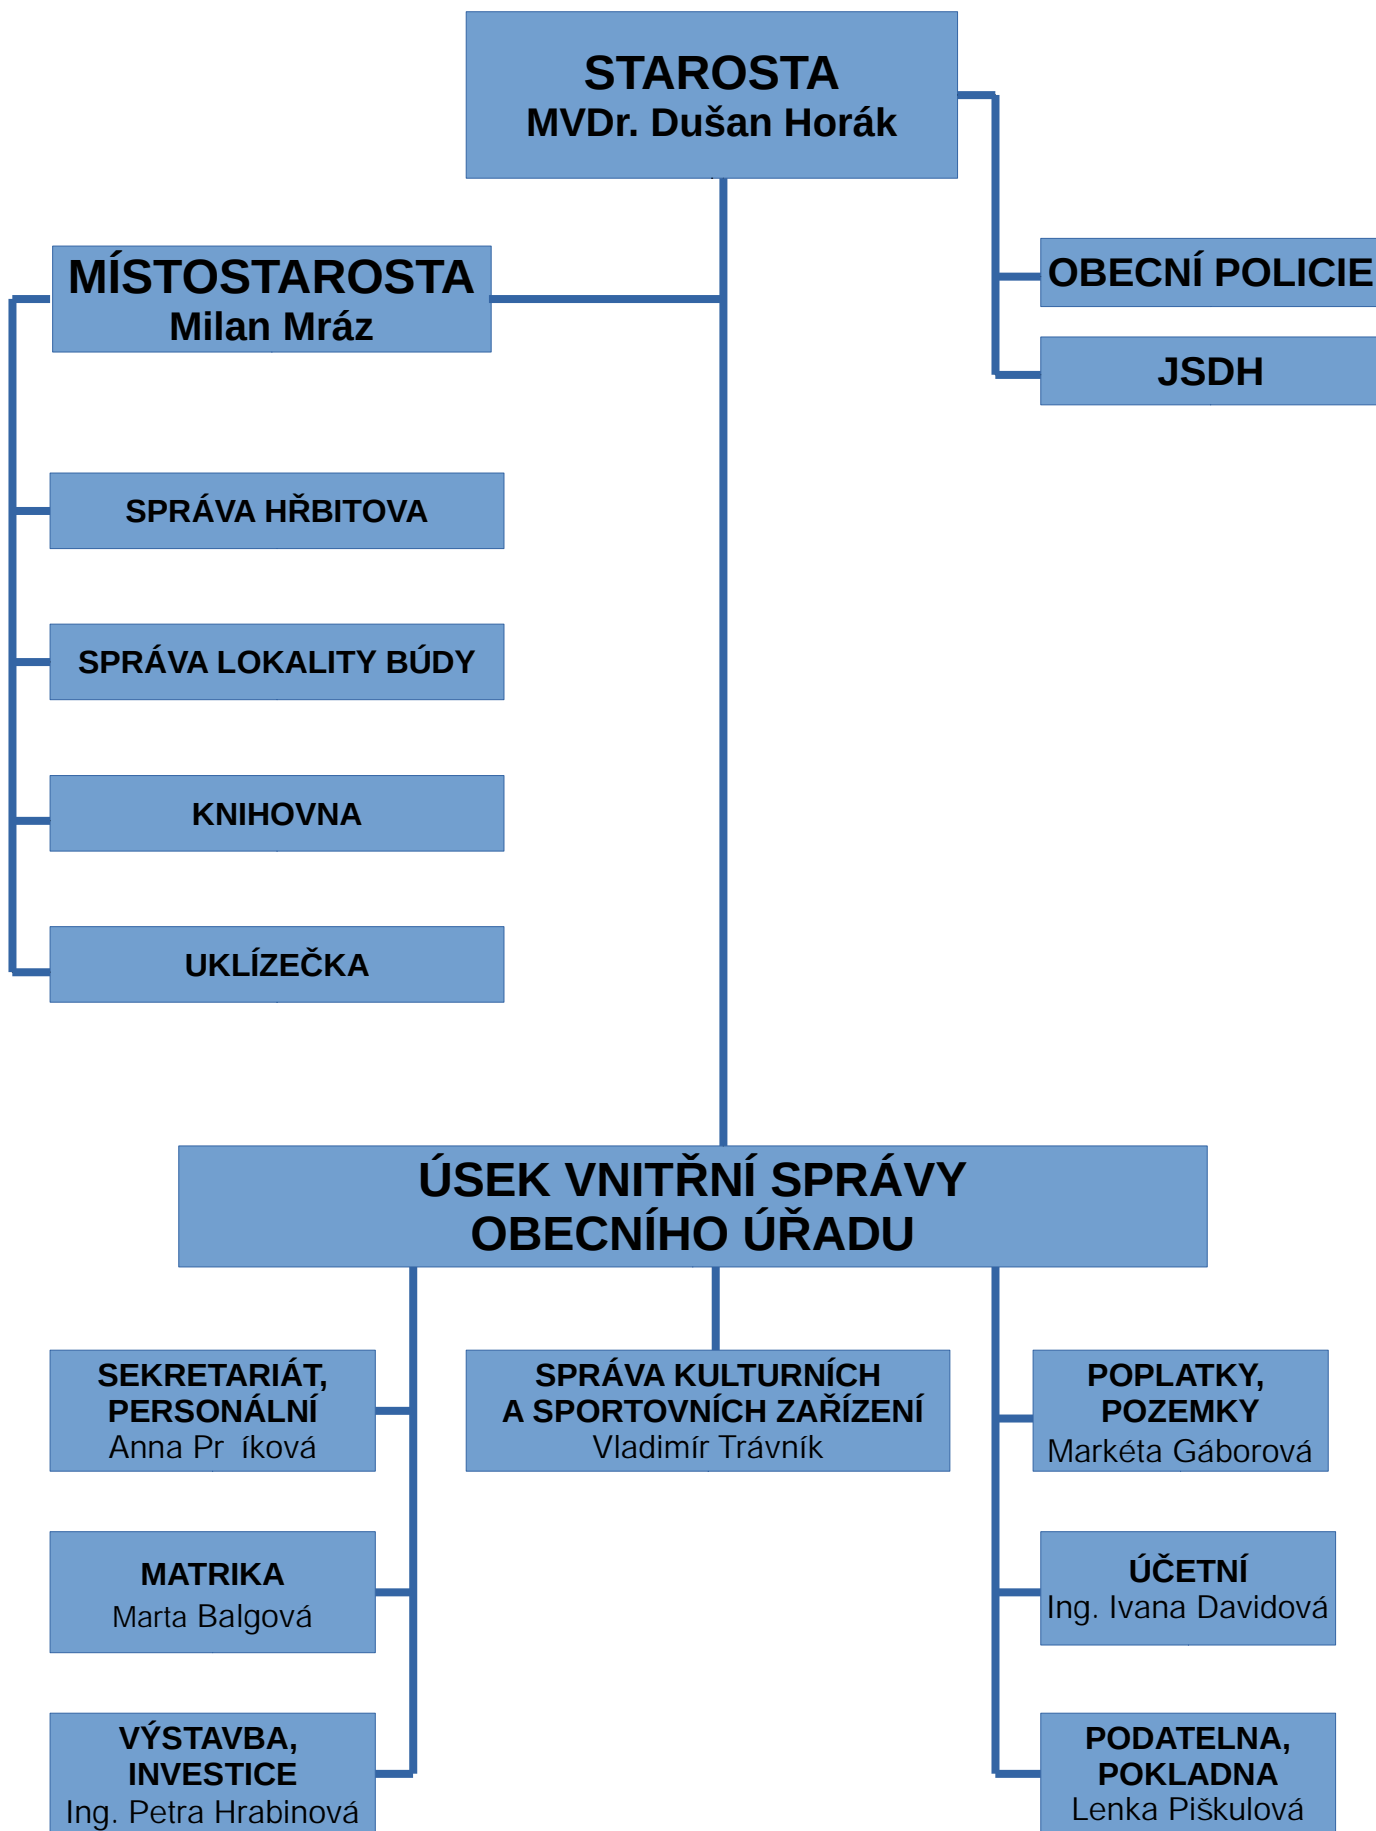 STAROSTA
MVDr. Dušan Horák
MÍSTOSTAROSTA
Milan Mráz
OBECNÍ POLICIE
JSDH
SPRÁVA HŘBITOVA
SPRÁVA LOKALITY BÚDY
KNIHOVNA
UKLÍZEČKA
ÚSEK VNITŘNÍ SPRÁVY
OBECNÍHO ÚŘADU
SEKRETARIÁT,
PERSONÁLNÍ
Anna Pr íková
SPRÁVA KULTURNÍCH
A SPORTOVNÍCH ZAŘÍZENÍ
Vladimír Trávník
POPLATKY,
POZEMKY
Markéta Gáborová
MATRIKA
Marta Balgová
ÚČETNÍ
Ing. Ivana Davidová
VÝSTAVBA,
INVESTICE
Ing. Petra Hrabinová
PODATELNA,
POKLADNA
Lenka Piškulová